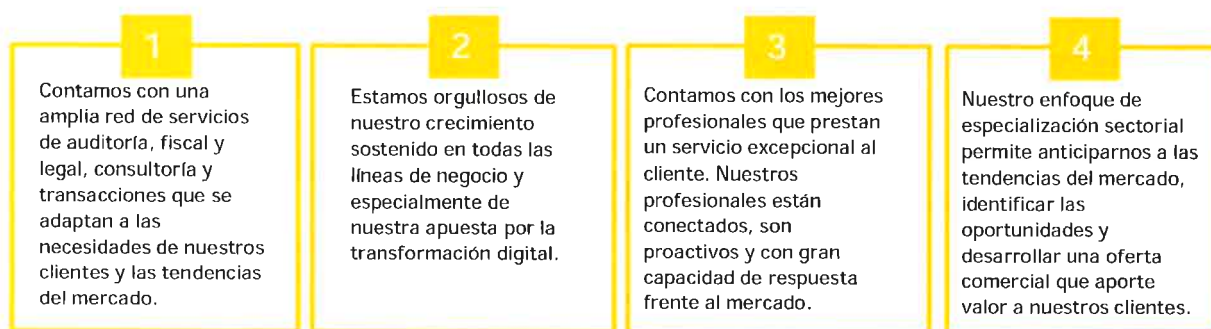 1
Contamos con una
amplia red de servicios
de auditoría, fiscal y
legal, consultoría y
transacciones que se
adaptan a las
necesidades de nuestros
clientes y las tendencias
del mercado.
2
Estamos orgullosos de
nuestro crecimiento
sostenido en todas las
líneas de negocio y
especialmente de
nuestra apuesta por la
transformación digital.
3
Contamos con los mejores
profesionales que prestan
un servicio excepcional al
cliente. Nuestros
profesionales están
conectados, son
proactivos y con gran
capacidad de respuesta
frente al mercado.
4
Nuestro enfoque de
especialización sectorial
permite anticiparnos a las
tendencias del mercado,
identificar las
oportunidades y
desarrollar una oferta
comercial que aporte
valor a nuestros clientes.